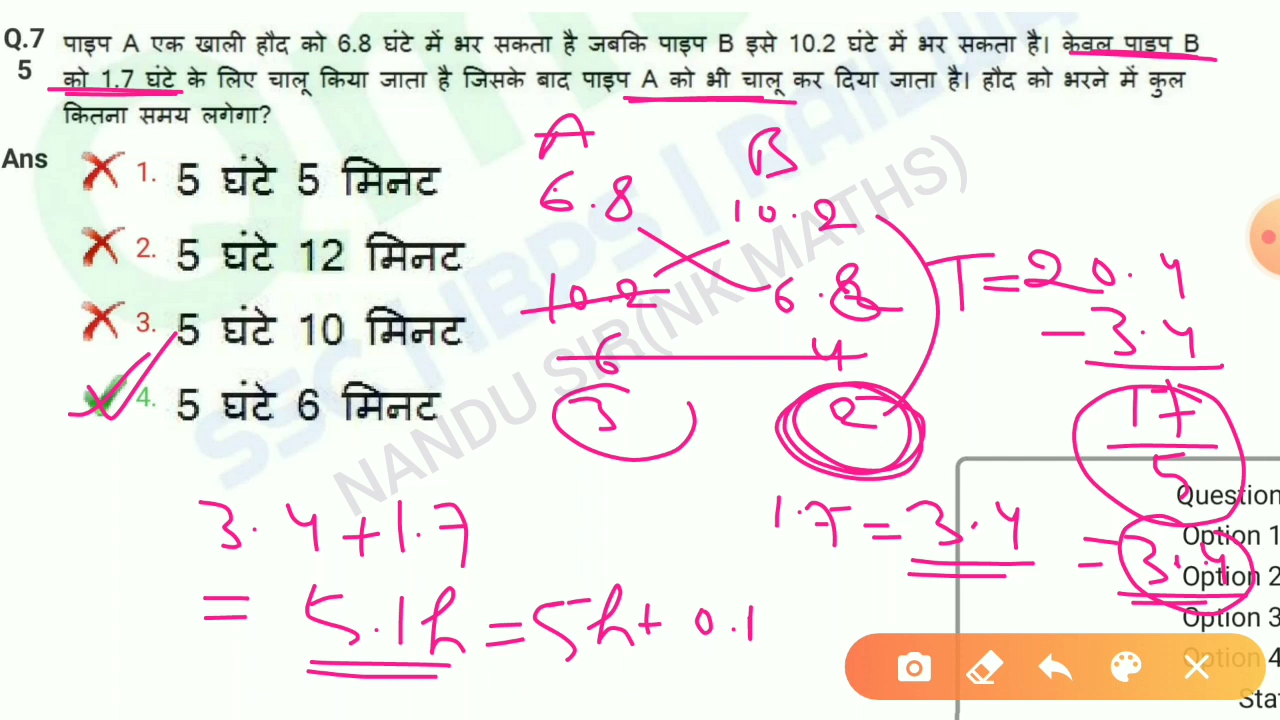 Q.7
5
पाइप A एक खाली हौद को 6.8 घंटे में भर सकता है जबकि पाइप B इसे 10.2 घंटे में भर सकता है। केवल पाइप B
को 1.7 घंटे के लिए चालू किया जाता है जिसके बाद पाइप A को भी चालू कर दिया जाता है। हौद को भरने में कुल
कितना समय लगेगा?
Ans
1. 5 घंटे 5 मिनट
2. 5 घंटे 12 मिनट
3. 5 घंटे 10 मिनट
4. 5 घंटे 6 मिनट
A B
6.8 10.2
10.2 6.8
6 4
3 2
T = 20.4
- 3.4
17
5
= 3.4
1.7 = 3.4
3.4 + 1.7
= 5.1h = 5h + 0.1
SSC | IBPS | RAILWA
NANDU SIR(NK MATHS)
Question
Option 1
Option 2
Option 3
Option 4
Sta